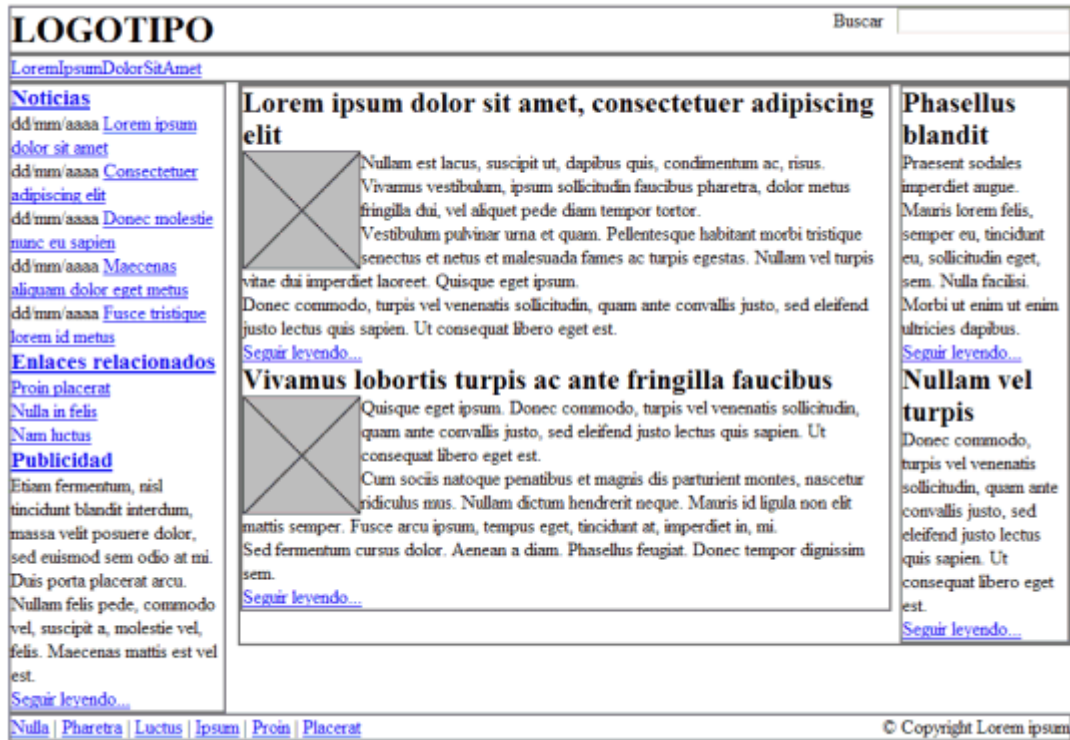 LOGOTIPO
Buscar
LoremIpsumDolorSitAmet
Noticias
dd/mm/aaaa Lorem ipsum
dolor sit amet
dd/mm/aaaa Consectetuer
adipiscing elit
dd/mm/aaaa Donec molestie
nunc eu sapien
dd/mm/aaaa Maecenas
aliquam dolor eget metus
dd/mm/aaaa Fusce tristique
lorem id metus
Enlaces relacionados
Proin placerat
Nulla in felis
Nam luctus
Publicidad
Etiam fermentum, nisl
tincidunt blandit interdum,
massa velit posuere dolor,
sed euismod sem odio at mi.
Duis porta placerat arcu.
Nullam felis pede, commodo
vel, suscipit a, molestie vel,
felis. Maecenas mattis est vel
est.
Seguir leyendo...
Lorem ipsum dolor sit amet, consectetuer adipiscing
elit
Nullam est lacus, suscipit ut, dapibus quis, condimentum ac, risus.
Vivamus vestibulum, ipsum sollicitudin faucibus pharetra, dolor metus
fringilla dui, vel aliquet pede diam tempor tortor.
Vestibulum pulvinar urna et quam. Pellentesque habitant morbi tristique
senectus et netus et malesuada fames ac turpis egestas. Nullam vel turpis
vitae dui imperdiet laoreet. Quisque eget ipsum.
Donec commodo, turpis vel venenatis sollicitudin, quam ante convallis justo, sed eleifend
justo lectus quis sapien. Ut consequat libero eget est.
Seguir leyendo...
Vivamus lobortis turpis ac ante fringilla faucibus
Quisque eget ipsum. Donec commodo, turpis vel venenatis sollicitudin,
quam ante convallis justo, sed eleifend justo lectus quis sapien. Ut
consequat libero eget est.
Cum sociis natoque penatibus et magnis dis parturient montes, nascetur
ridiculus mus. Nullam dictum hendrerit neque. Mauris id ligula non elit
mattis semper. Fusce arcu ipsum, tempus eget, tincidunt at, imperdiet in, mi.
Sed fermentum cursus dolor. Aenean a diam. Phasellus feugiat. Donec tempor dignissim
sem.
Seguir leyendo...
Phasellus
blandit
Praesent sodales
imperdiet augue.
Mauris lorem felis,
semper eu, tincidunt
eu, sollicitudin eget,
sem. Nulla facilisi.
Morbi ut enim ut enim
ultricies dapibus.
Seguir leyendo...
Nullam vel
turpis
Donec commodo,
turpis vel venenatis
sollicitudin, quam ante
convallis justo, sed
eleifend justo lectus
quis sapien. Ut
consequat libero eget
est.
Seguir leyendo...
Nulla | Pharetra | Luctus | Ipsum | Proin | Placerat
© Copyright Lorem ipsum